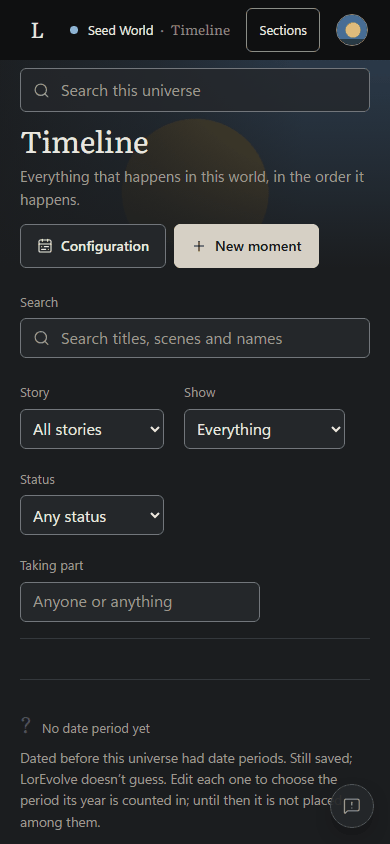 L Seed World · Timeline Sections
Search this universe
Timeline
Everything that happens in this world, in the order it
happens.
Configuration + New moment
Search
Search titles, scenes and names
Story Show
All stories Everything
Status
Any status
Taking part
Anyone or anything
? No date period yet
Dated before this universe had date periods. Still saved;
LorEvolve doesn’t guess. Edit each one to choose the
period its year is counted in; until then it is not place
among them.